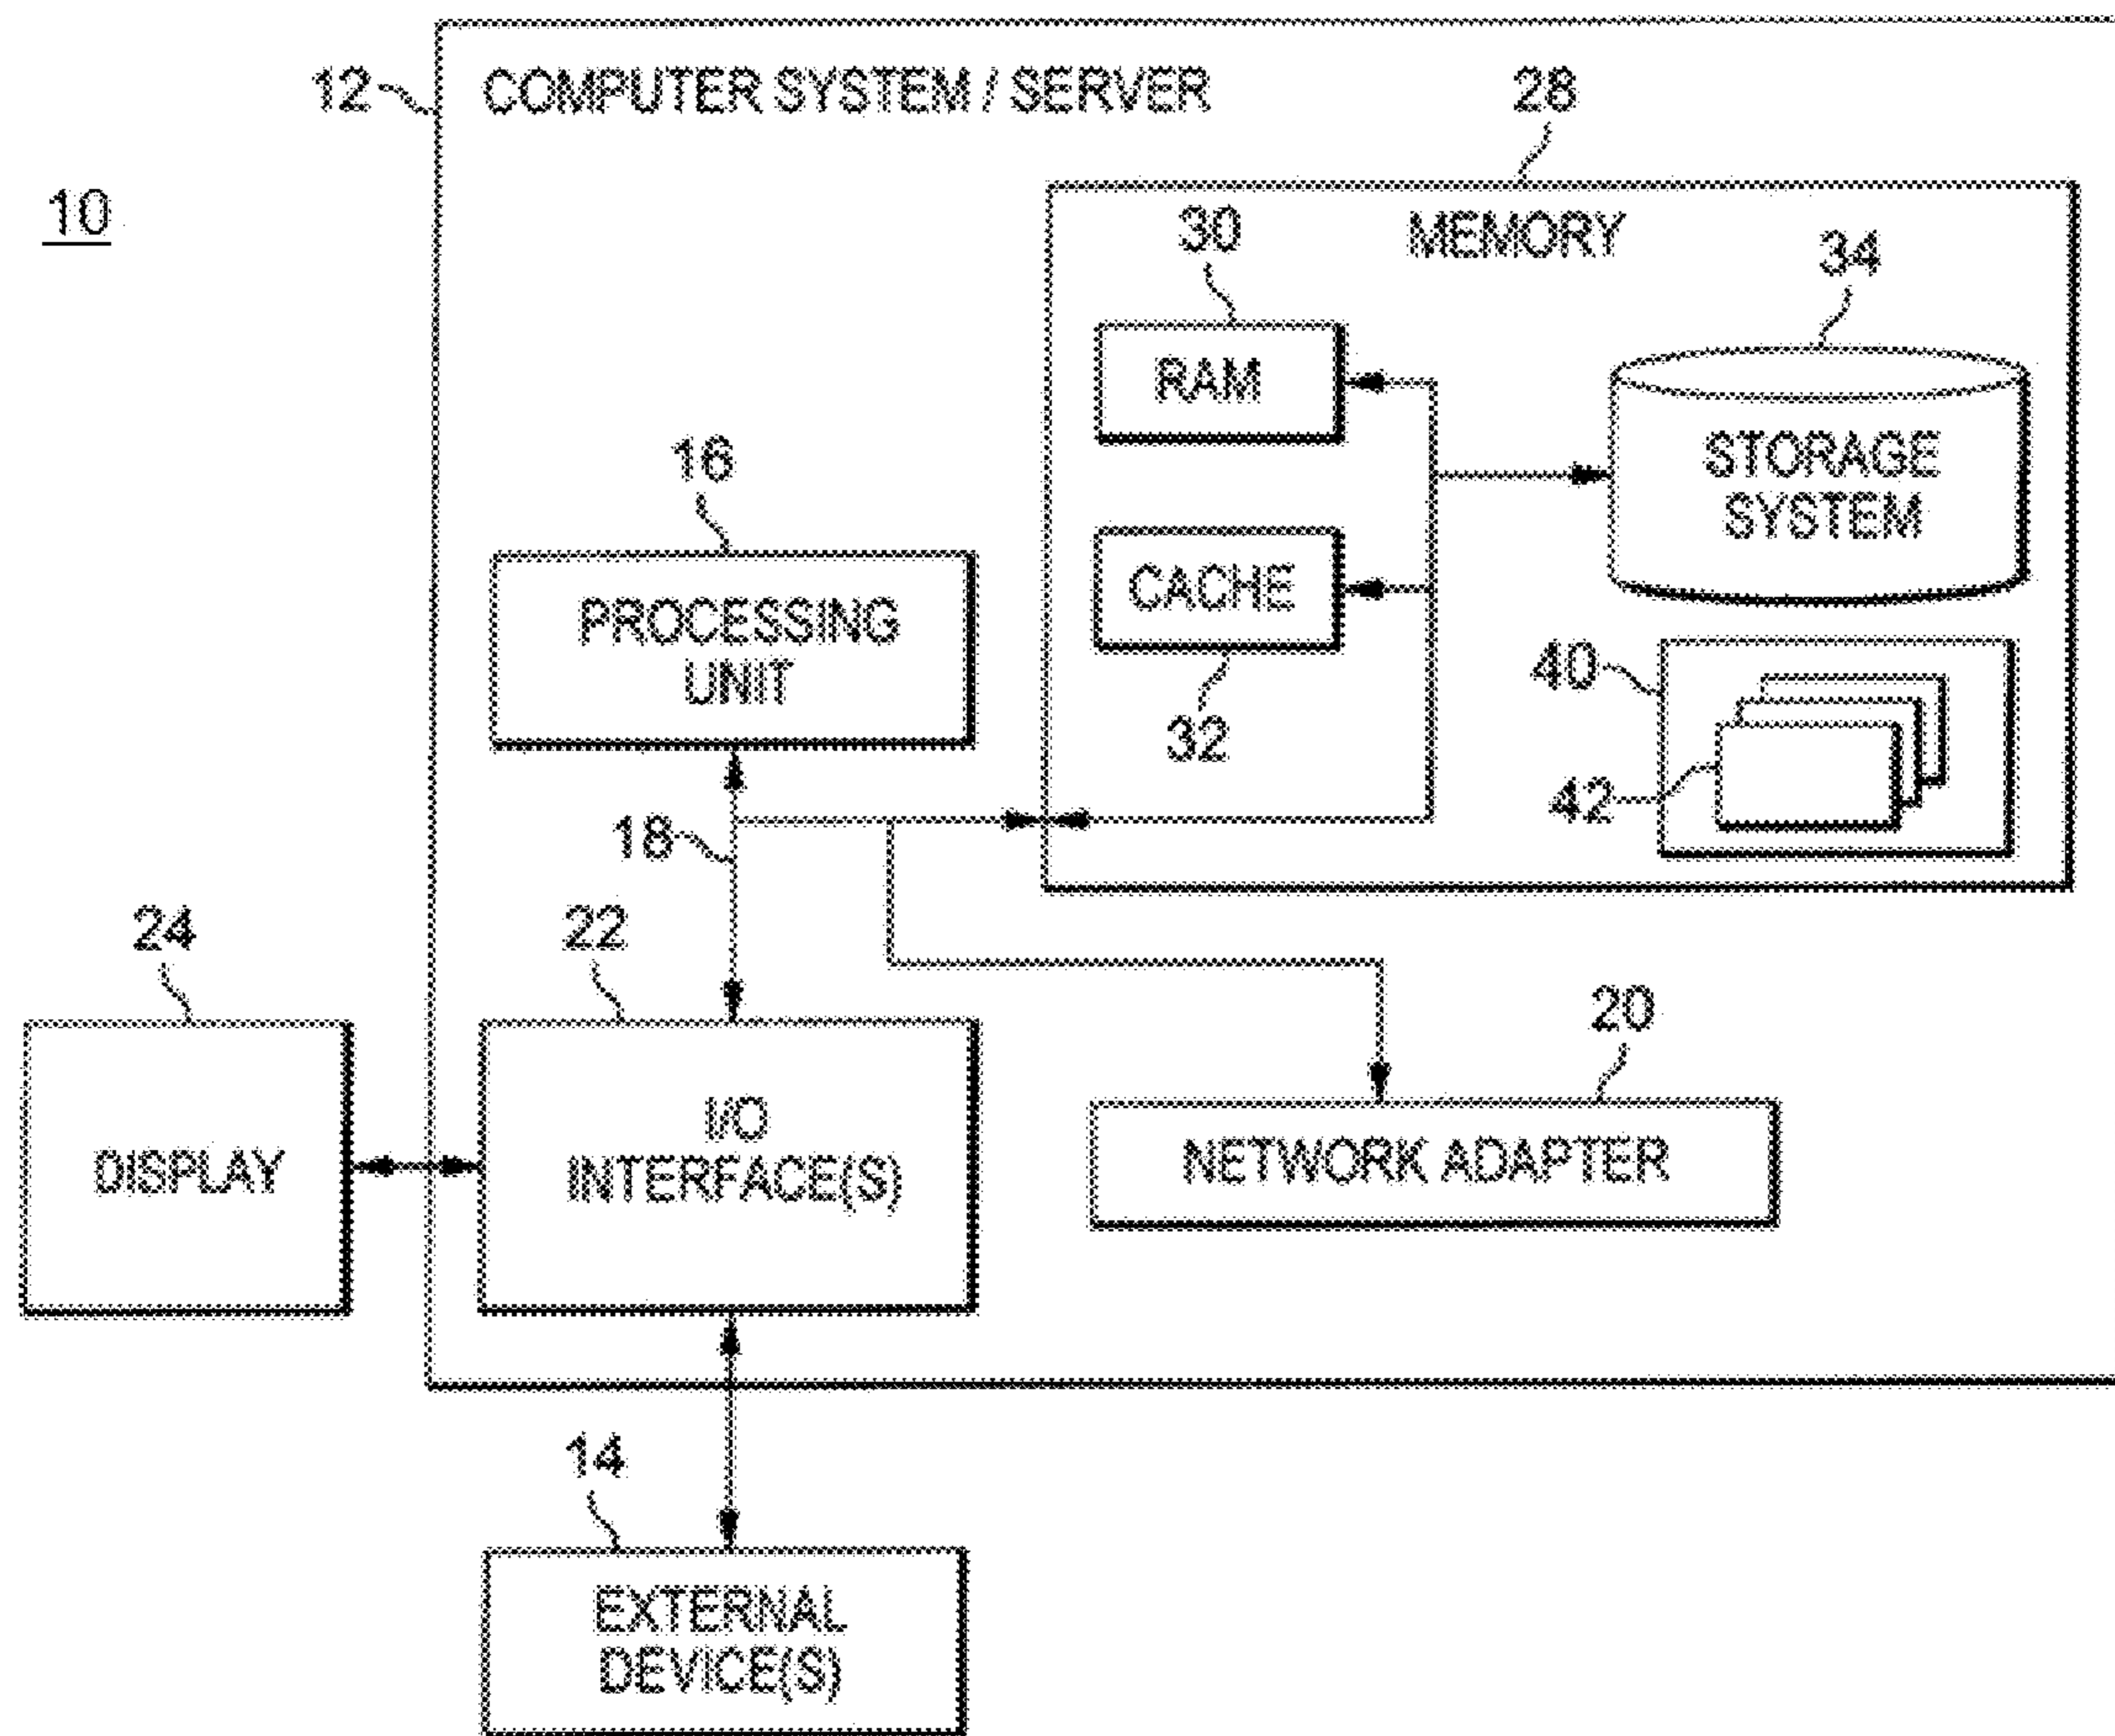 12
COMPUTER SYSTEM / SERVER
28
10
MEMORY
30
34
RAM
STORAGE
SYSTEM
16
CACHE
PROCESSING
UNIT
32
40
42
18
24
22
20
DISPLAY
I/O
INTERFACE(S)
NETWORK ADAPTER
14
EXTERNAL
DEVICE(S)